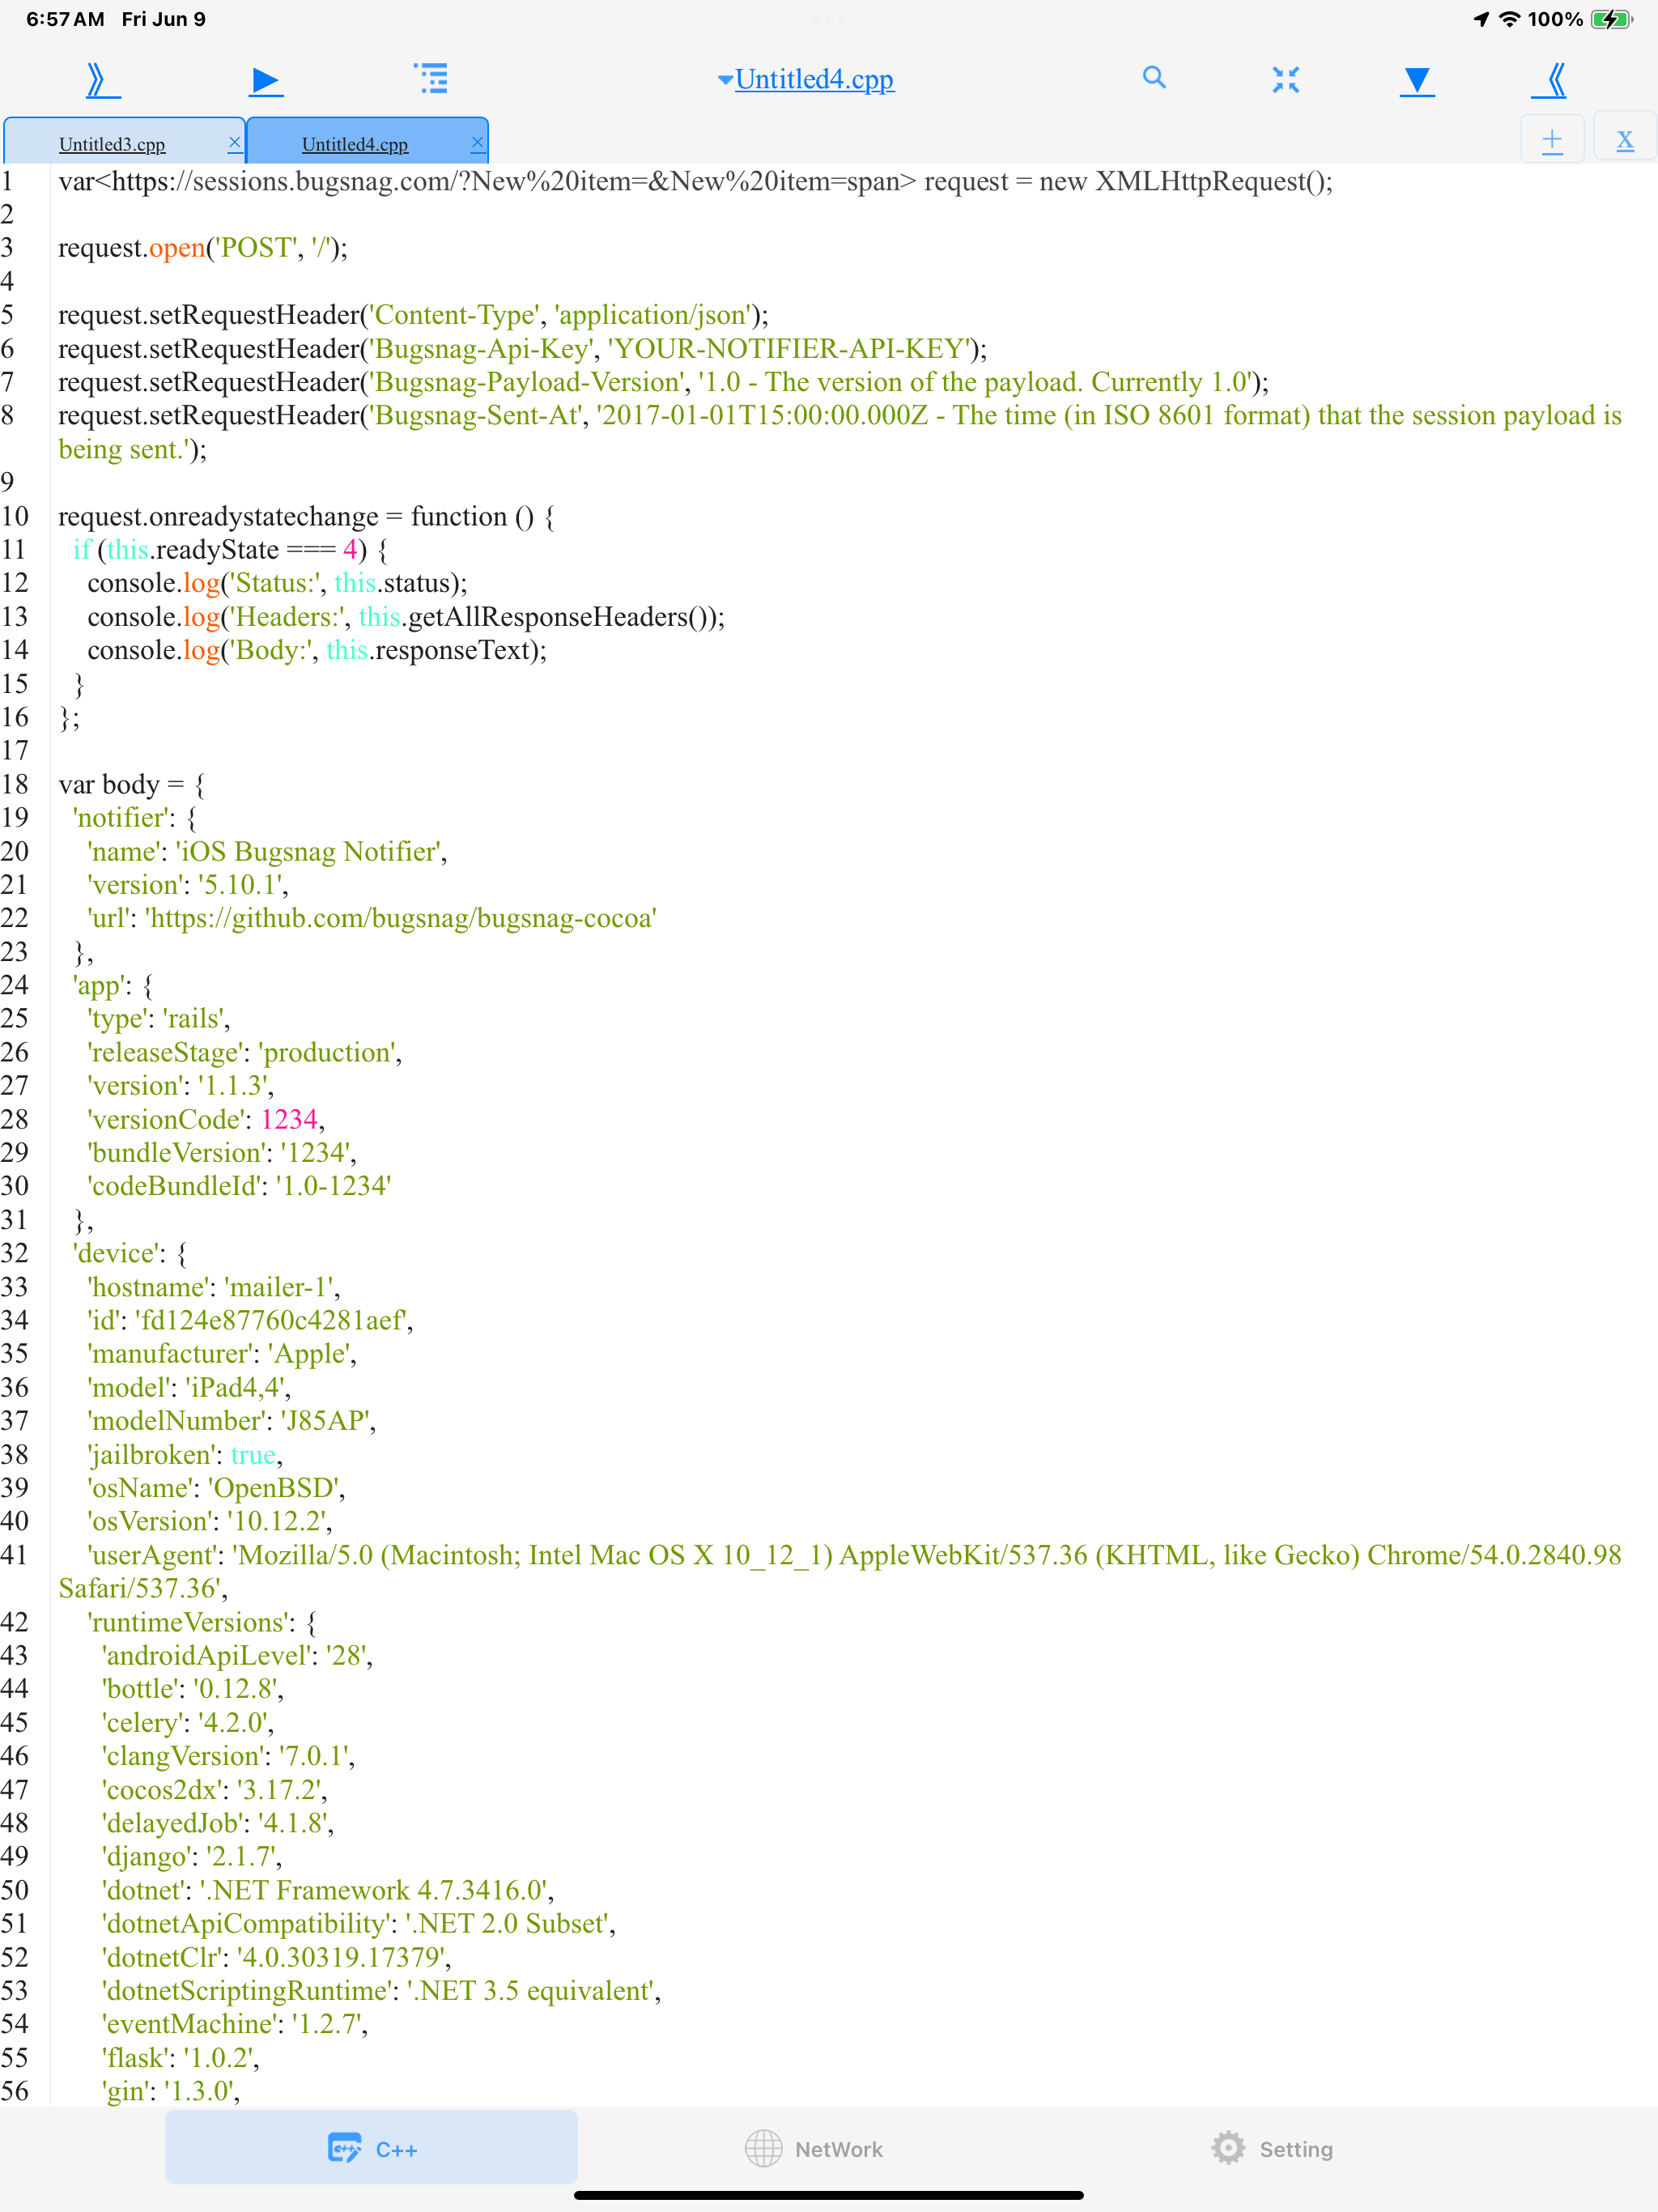 6:57 AM Fri Jun 9
100%
Untitled4.cpp
Untitled3.cpp × Untitled4.cpp × + x
1 var<https://sessions.bugsnag.com/?New%20item=&New%20item=span> request = new XMLHttpRequest();
2
3 request.open('POST', '/');
4
5 request.setRequestHeader('Content-Type', 'application/json');
6 request.setRequestHeader('Bugsnag-Api-Key', 'YOUR-NOTIFIER-API-KEY');
7 request.setRequestHeader('Bugsnag-Payload-Version', '1.0 - The version of the payload. Currently 1.0');
8 request.setRequestHeader('Bugsnag-Sent-At', '2017-01-01T15:00:00.000Z - The time (in ISO 8601 format) that the session payload is
being sent.');
9
10 request.onreadystatechange = function () {
11 if (this.readyState === 4) {
12 console.log('Status:', this.status);
13 console.log('Headers:', this.getAllResponseHeaders());
14 console.log('Body:', this.responseText);
15 }
16 };
17
18 var body = {
19 'notifier': {
20 'name': 'iOS Bugsnag Notifier',
21 'version': '5.10.1',
22 'url': 'https://github.com/bugsnag/bugsnag-cocoa'
23 },
24 'app': {
25 'type': 'rails',
26 'releaseStage': 'production',
27 'version': '1.1.3',
28 'versionCode': 1234,
29 'bundleVersion': '1234',
30 'codeBundleId': '1.0-1234'
31 },
32 'device': {
33 'hostname': 'mailer-1',
34 'id': 'fd124e87760c4281aef',
35 'manufacturer': 'Apple',
36 'model': 'iPad4,4',
37 'modelNumber': 'J85AP',
38 'jailbroken': true,
39 'osName': 'OpenBSD',
40 'osVersion': '10.12.2',
41 'userAgent': 'Mozilla/5.0 (Macintosh; Intel Mac OS X 10_12_1) AppleWebKit/537.36 (KHTML, like Gecko) Chrome/54.0.2840.98
Safari/537.36',
42 'runtimeVersions': {
43 'androidApiLevel': '28',
44 'bottle': '0.12.8',
45 'celery': '4.2.0',
46 'clangVersion': '7.0.1',
47 'cocos2dx': '3.17.2',
48 'delayedJob': '4.1.8',
49 'django': '2.1.7',
50 'dotnet': '.NET Framework 4.7.3416.0',
51 'dotnetApiCompatibility': '.NET 2.0 Subset',
52 'dotnetClr': '4.0.30319.17379',
53 'dotnetScriptingRuntime': '.NET 3.5 equivalent',
54 'eventMachine': '1.2.7',
55 'flask': '1.0.2',
56 'gin': '1.3.0',
C++ C++ NetWork Setting